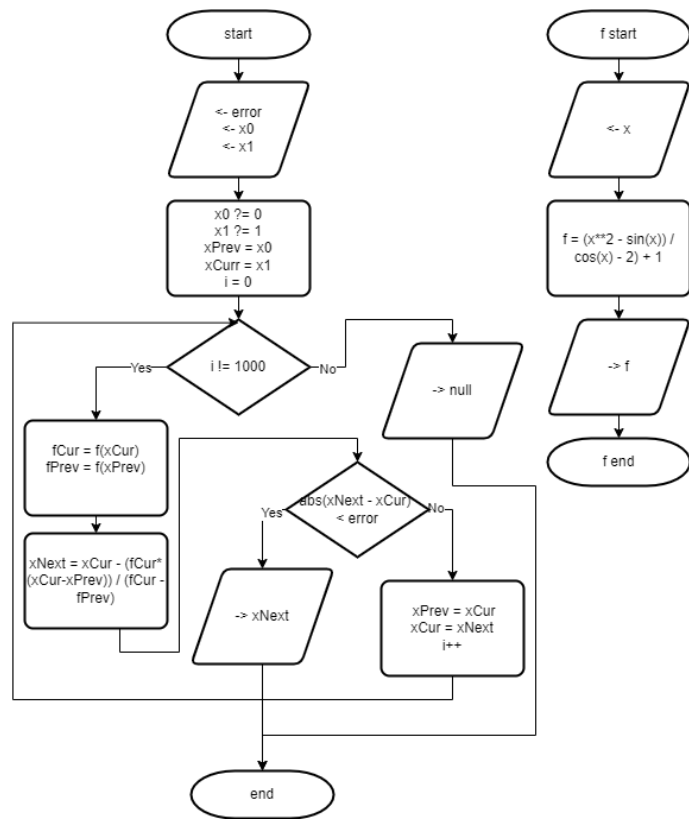 start
<- error
<- x0
<- x1
x0 ?= 0
x1 ?= 1
xPrev = x0
xCurr = x1
i = 0
i != 1000
Yes
No
-> null
fCur = f(xCur)
fPrev = f(xPrev)
xNext = xCur - (fCur*
(xCur-xPrev)) / (fCur -
fPrev)
abs(xNext - xCur)
< error
Yes
No
-> xNext
xPrev = xCur
xCur = xNext
i++
end
f start
<- x
f = (x**2 - sin(x)) /
cos(x) - 2) + 1
-> f
f end